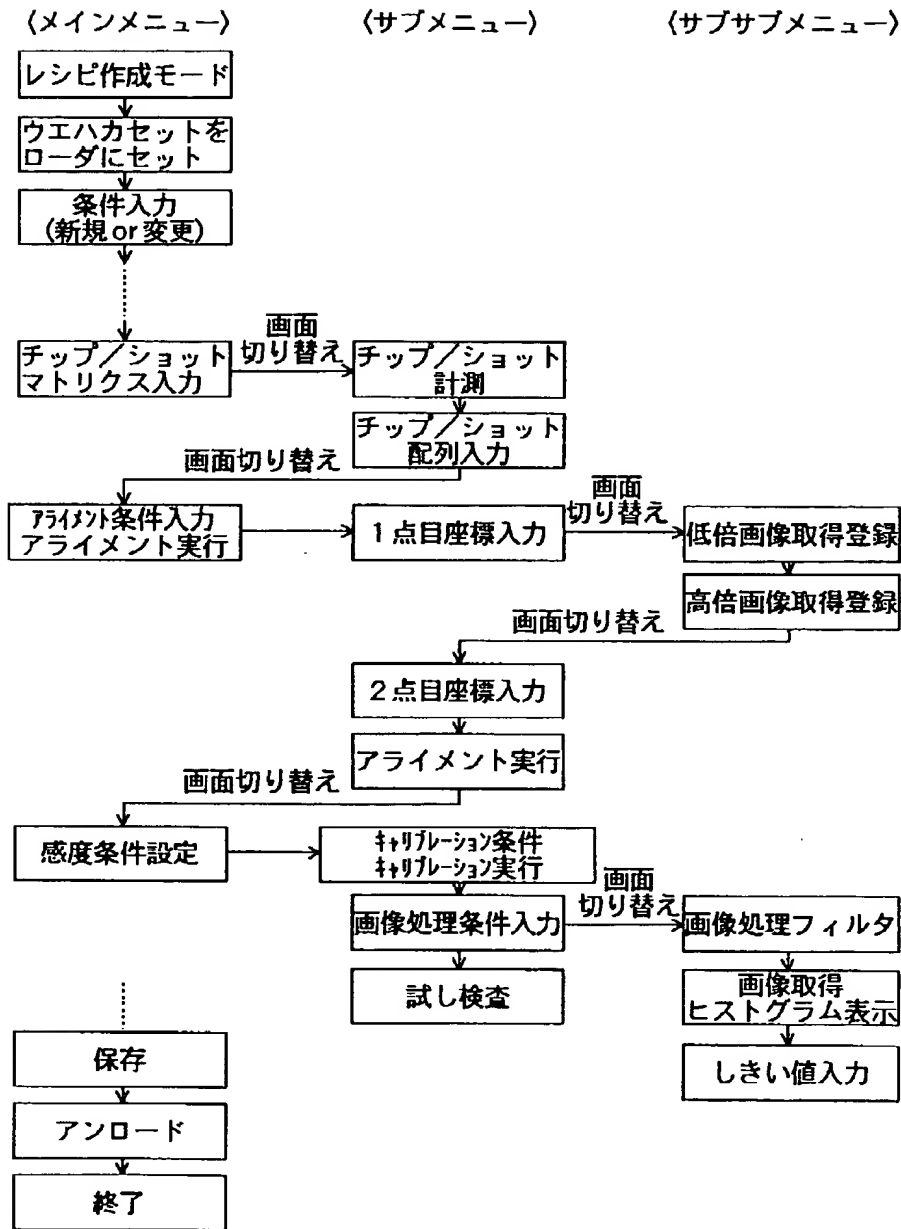 〈メインメニュー〉
〈サブメニュー〉
〈サブサブメニュー〉
レシピ作成モード
ウエハカセットを
ローダにセット
条件入力
(新規or変更)
チップ／ショット
マトリクス入力
画面
切り替え
チップ／ショット
計測
チップ／ショット
配列入力
画面切り替え
ｱﾗｲﾒﾝﾄ条件入力
アライメント実行
1点目座標入力
画面
切り替え
低倍画像取得登録
高倍画像取得登録
画面切り替え
2点目座標入力
アライメント実行
画面切り替え
感度条件設定
ｷｬﾘﾌﾞﾚｰｼｮﾝ条件
ｷｬﾘﾌﾞﾚｰｼｮﾝ実行
画像処理条件入力
画面
切り替え
画像処理フィルタ
試し検査
画像取得
ヒストグラム表示
しきい値入力
保存
アンロード
終了